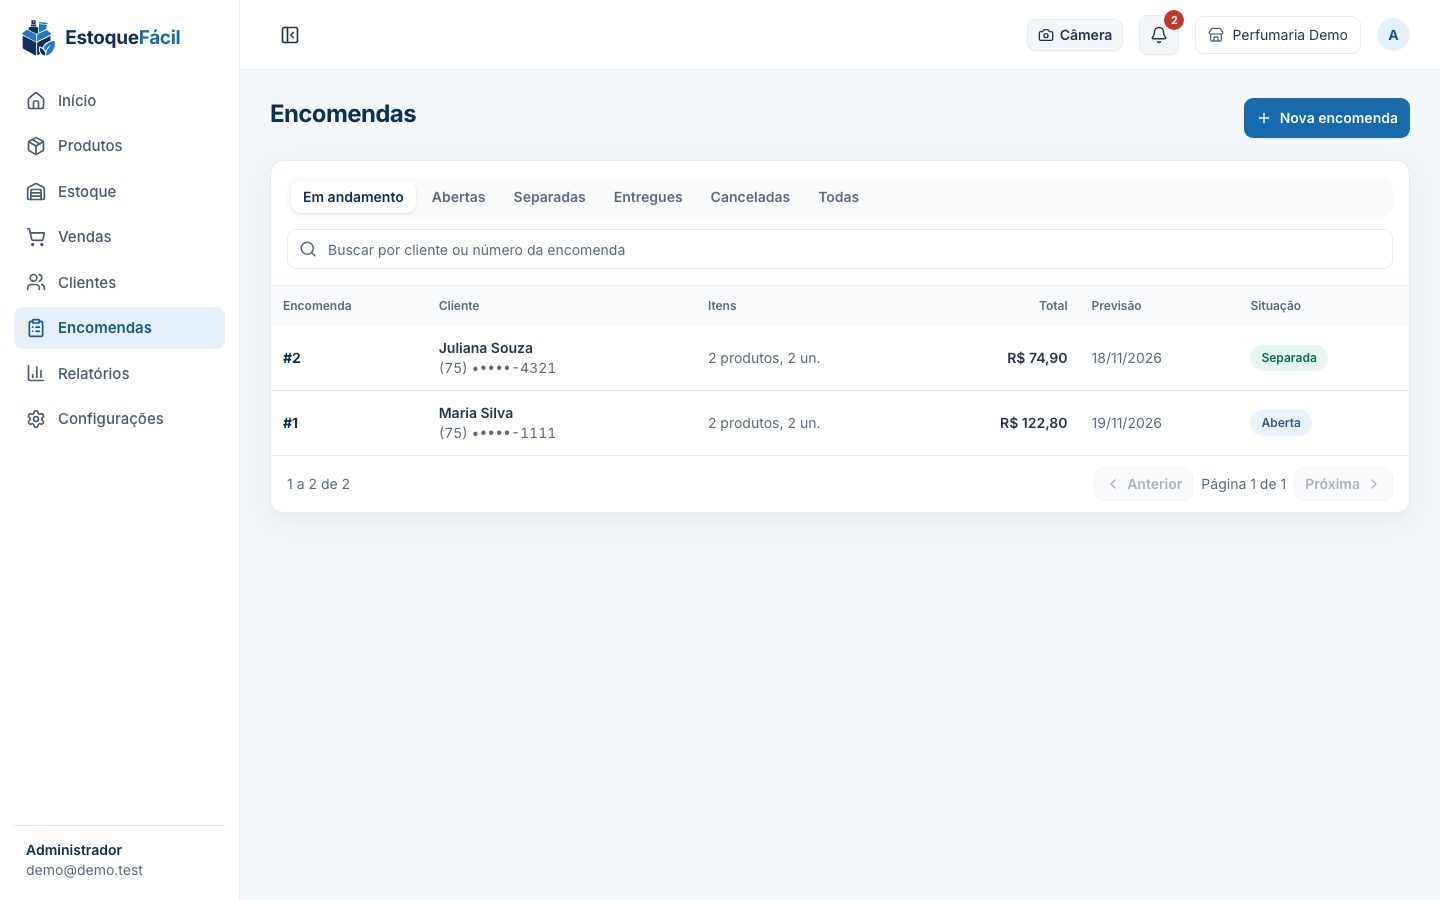 EstoqueFácil
Câmera
2
Perfumaria Demo
A
Início
Produtos
Estoque
Vendas
Clientes
Encomendas
Relatórios
Configurações
Administrador
demo@demo.test
Encomendas
Nova encomenda
Em andamento Abertas Separadas Entregues Canceladas Todas
Buscar por cliente ou número da encomenda
Encomenda Cliente Itens Total Previsão Situação
#2 Juliana Souza 2 produtos, 2 un. R$ 74,90 18/11/2026 Separada
(75) •••••-4321
#1 Maria Silva 2 produtos, 2 un. R$ 122,80 19/11/2026 Aberta
(75) •••••-1111
1 a 2 de 2 Anterior Página 1 de 1 Próxima